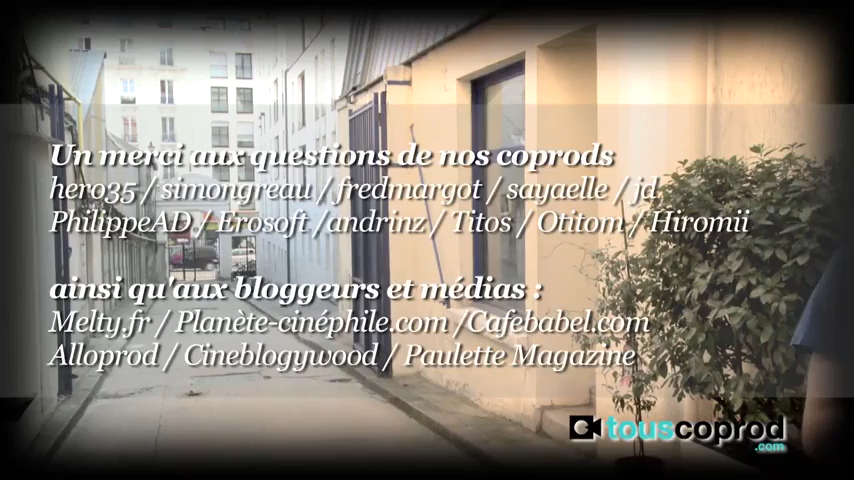 Un merci aux questions de nos coprods
hero35 / simongreau / fredmargot / sayaelle / jd
PhilippeAD / Erosoft /andrinz / Titos / Otitom / Hiromïi
ainsi qu'aux bloggeurs et médias :
Melty.fr / Planète-cinéphile.com /Cafebabel.com
Alloprod / Cineblogywood / Paulette Magazine
touscoprod
.com